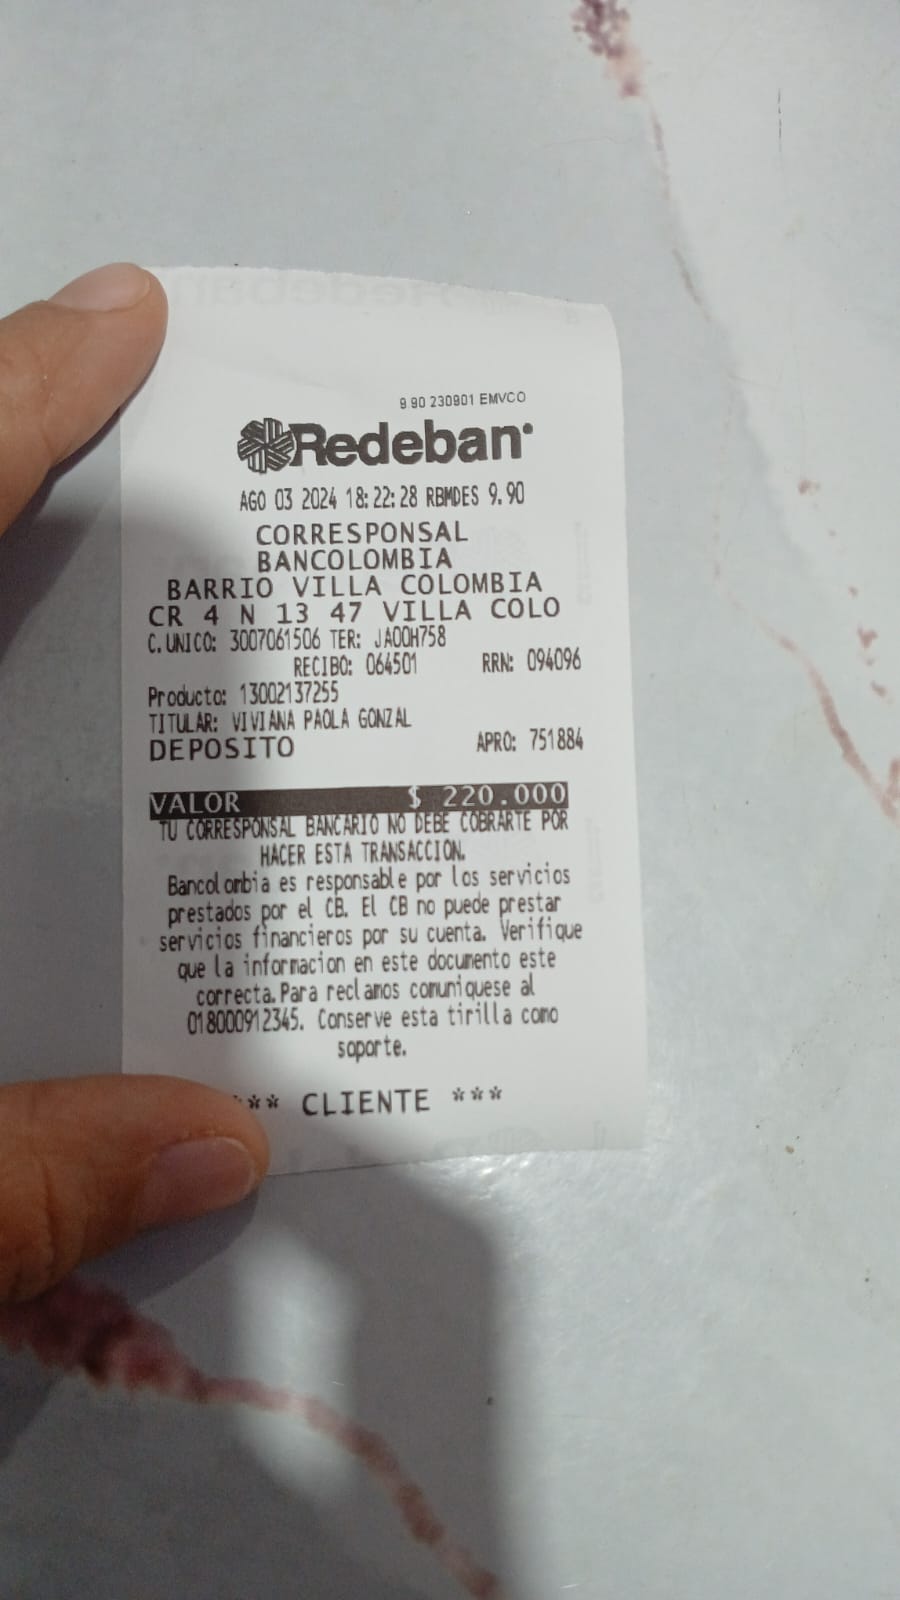 9 90 230901 EMVCO
Redeban
AGO 03 2024 18:22:28 RBMDES 9.90
CORRESPONSAL
BANCOLOMBIA
BARRIO VILLA COLOMBIA
CR 4 N 13 47 VILLA COLO
C. UNICO: 3007061506 TER: JA00H758
RECIBO: 064501 RRN: 094096
Producto: 13002137255
TITULAR: VIVIANA PAOLA GONZAL
DEPOSITO APRO: 751884
VALOR $ 220.000
TU CORRESPONSAL BANCARIO NO DEBE COBRARTE POR
HACER ESTA TRANSACCION.
Bancolombia es responsable por los servicios
prestados por el CB. El CB no puede prestar
servicios financieros por su cuenta. Verifique
que la informacion en este documento este
correcta. Para reclamos comuniquese al
018000912345. Conserve esta tirilla como
soporte.
*** CLIENTE ***